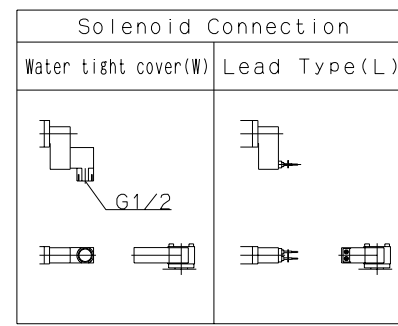 Solenoid Connection
Water tight cover(W)
Lead Type(L)
G1/2